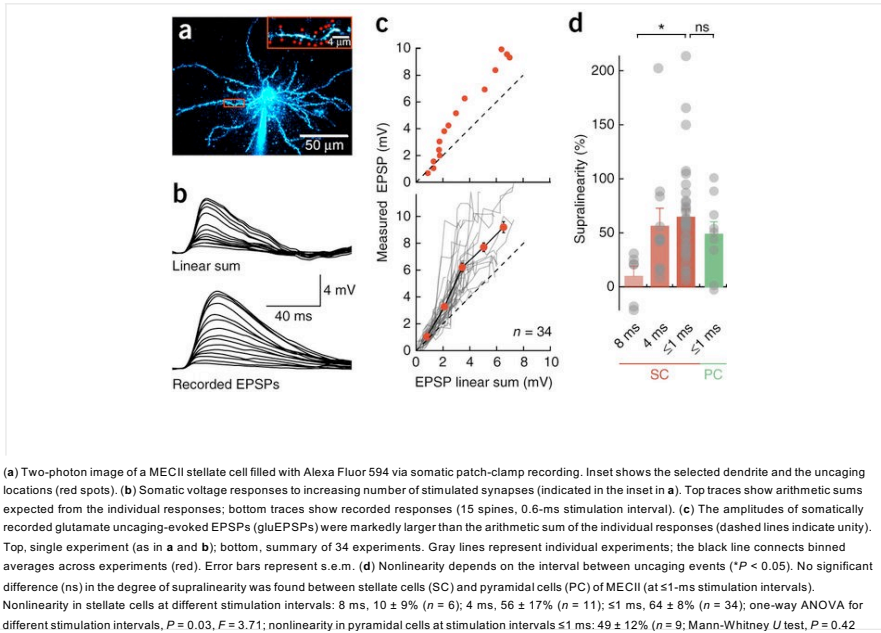 a
4 μm
50 μm
b
Linear sum
4 mV
40 ms
Recorded EPSPs
c
10
8
6
4
2
0
Measured EPSP (mV)
10
8
6
4
2
0
n = 34
0 2 4 6 8 10
EPSP linear sum (mV)
d
* ns
200
150
100
50
0
Supralinearity (%)
8 ms 4 ms ≤1 ms ≤1 ms
SC PC
(a) Two-photon image of a MECII stellate cell filled with Alexa Fluor 594 via somatic patch-clamp recording. Inset shows the selected dendrite and the uncaging
locations (red spots). (b) Somatic voltage responses to increasing number of stimulated synapses (indicated in the inset in a). Top traces show arithmetic sums
expected from the individual responses; bottom traces show recorded responses (15 spines, 0.6-ms stimulation interval). (c) The amplitudes of somatically
recorded glutamate uncaging-evoked EPSPs (gluEPSPs) were markedly larger than the arithmetic sum of the individual responses (dashed lines indicate unity).
Top, single experiment (as in a and b); bottom, summary of 34 experiments. Gray lines represent individual experiments; the black line connects binned
averages across experiments (red). Error bars represent s.e.m. (d) Nonlinearity depends on the interval between uncaging events (*P < 0.05). No significant
difference (ns) in the degree of supralinearity was found between stellate cells (SC) and pyramidal cells (PC) of MECII (at ≤1-ms stimulation intervals).
Nonlinearity in stellate cells at different stimulation intervals: 8 ms, 10 ± 9% (n = 6); 4 ms, 56 ± 17% (n = 11); ≤1 ms, 64 ± 8% (n = 34); one-way ANOVA for
different stimulation intervals, P = 0.03, F = 3.71; nonlinearity in pyramidal cells at stimulation intervals ≤1 ms: 49 ± 12% (n = 9; Mann-Whitney U test, P = 0.42